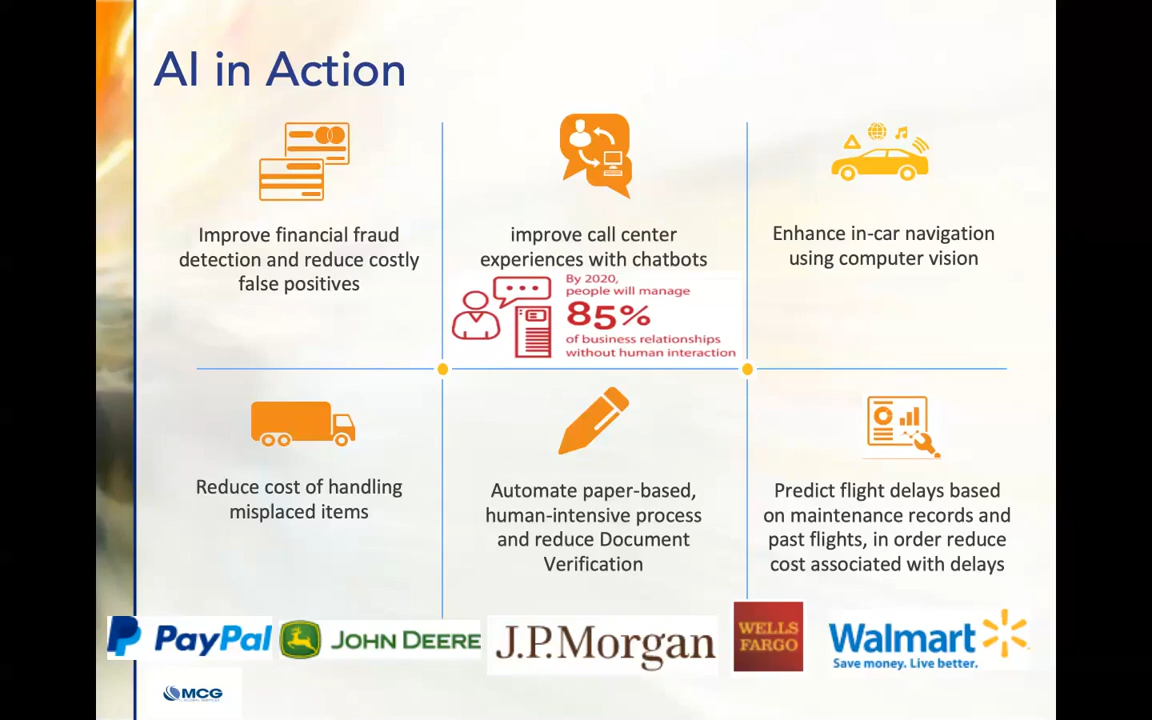 AI in Action
Improve financial fraud
detection and reduce costly
false positives
improve call center
experiences with chatbots
By 2020,
people will manage
85%
of business relationships
without human interaction
Enhance in-car navigation
using computer vision
Reduce cost of handling
misplaced items
Automate paper-based,
human-intensive process
and reduce Document
Verification
Predict flight delays based
on maintenance records and
past flights, in order reduce
cost associated with delays
PayPal
JOHN DEERE
J.P.Morgan
WELLS
FARGO
Walmart
Save money. Live better.
MCG